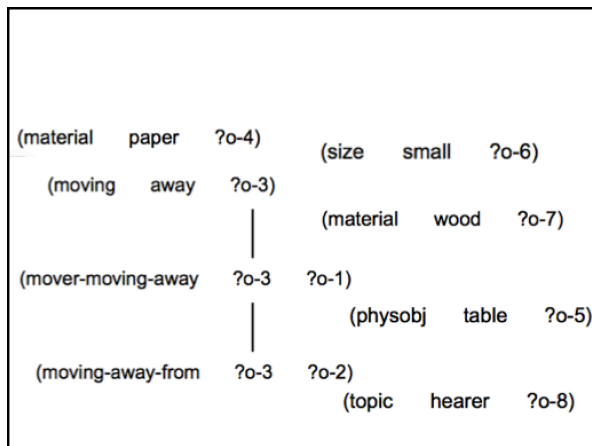 (material paper ?o-4)
(size small ?o-6)
(moving away ?o-3)
(material wood ?o-7)
(mover-moving-away ?o-3 ?o-1)
(physobj table ?o-5)
(moving-away-from ?o-3 ?o-2)
(topic hearer ?o-8)